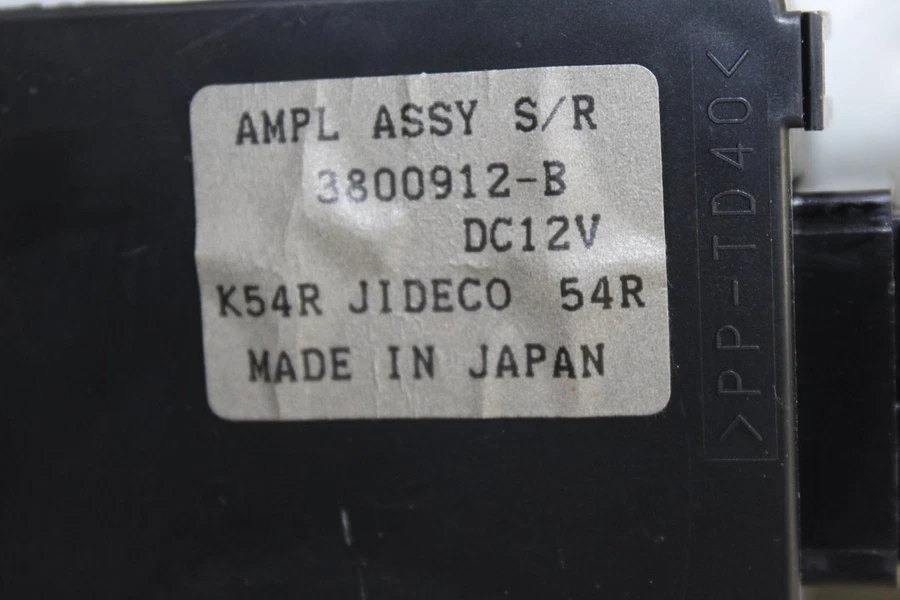 AMPL ASSY S/R
3800912-B
DC12V
K54R JIDECO 54R
MADE IN JAPAN
>PP-TD40<